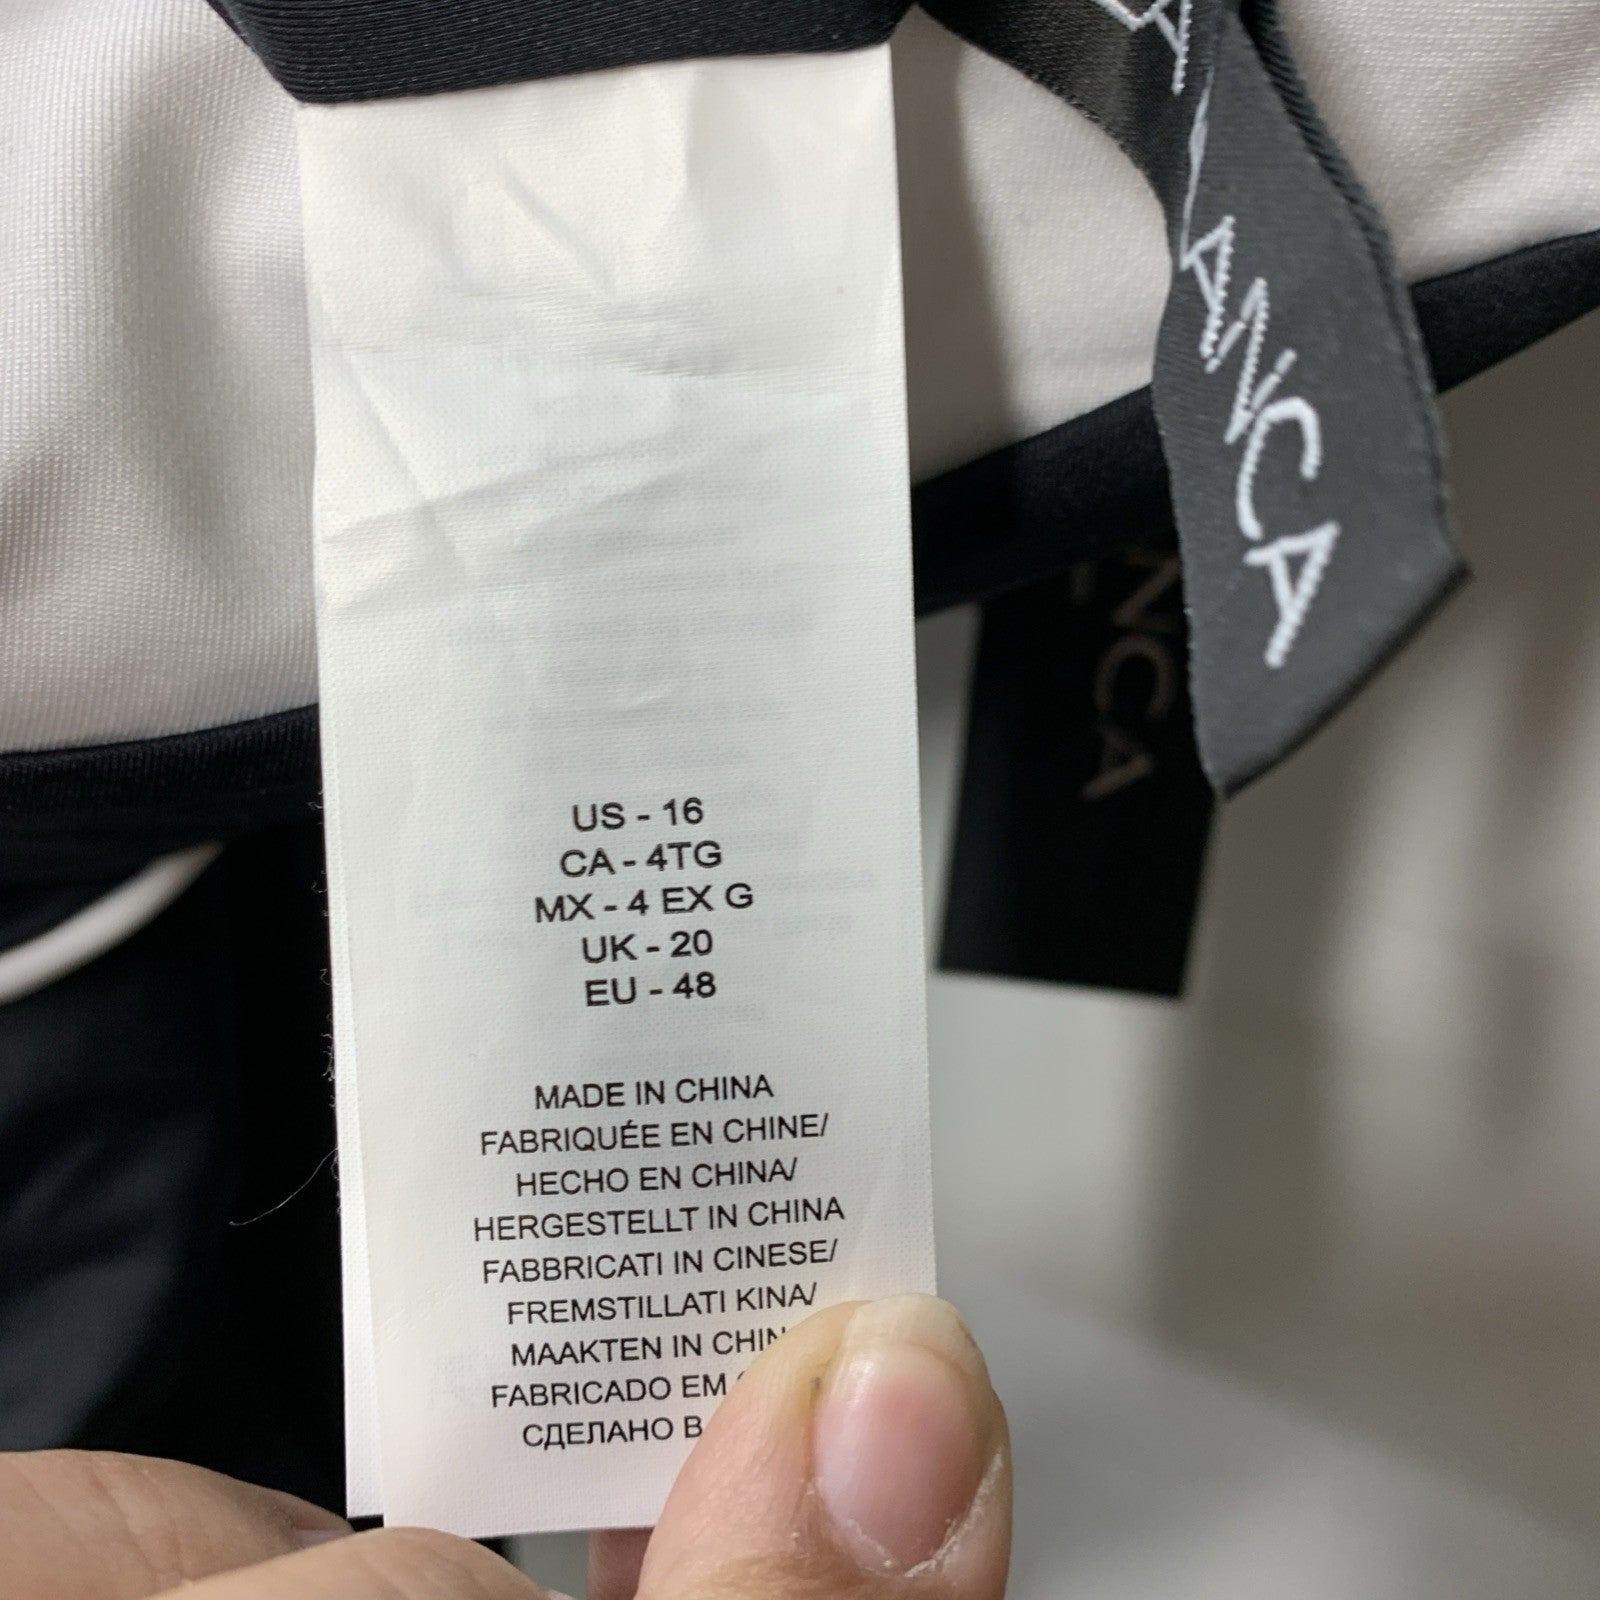 US - 16
CA - 4TG
MX - 4 EX G
UK - 20
EU - 48
MADE IN CHINA
FABRIQUÉE EN CHINE/
HECHO EN CHINA/
HERGESTELLT IN CHINA
FABBRICATI IN CINESE/
FREMSTILLATI KINA/
MAAKTEN IN
FABRICADO EM
СДЕЛАНО В
ANCA
NCA